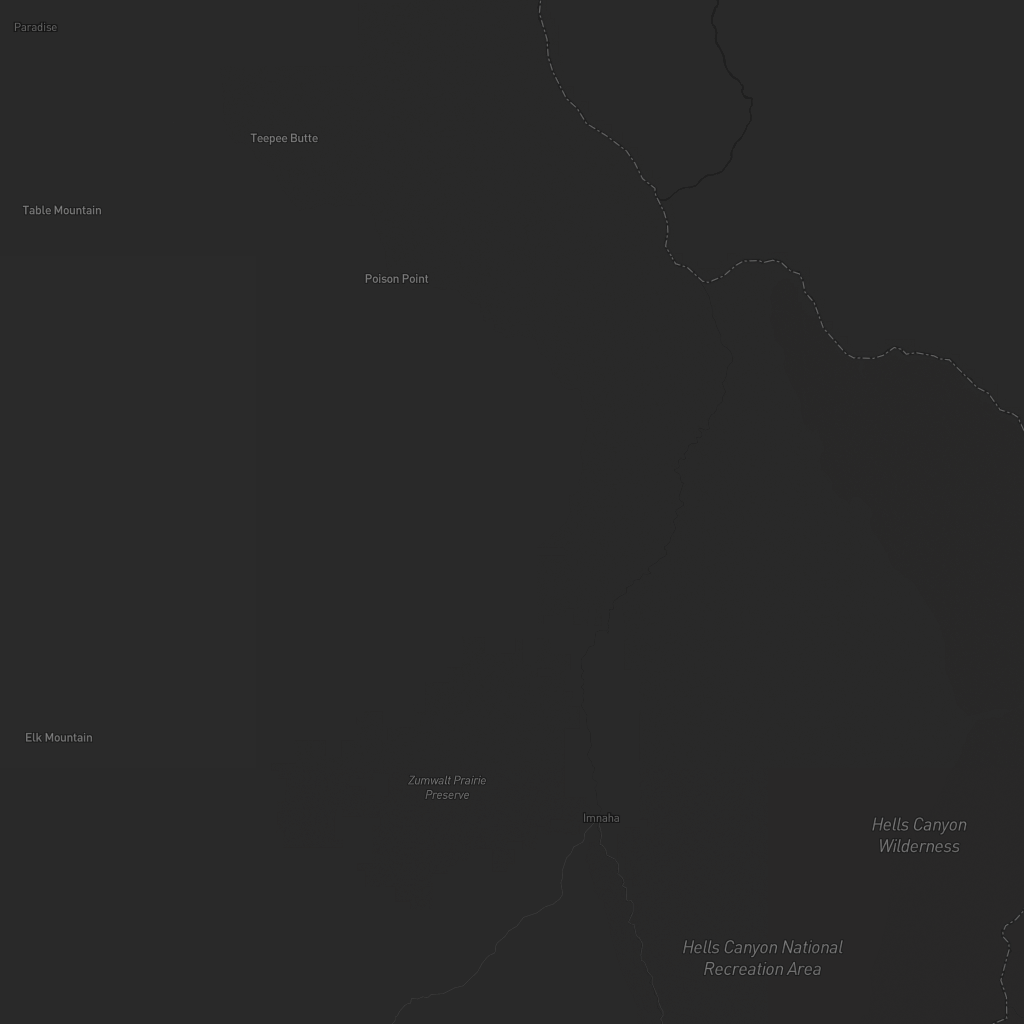 Paradise
Teepee Butte
Table Mountain
Poison Point
Elk Mountain
Zumwalt Prairie
Preserve
Imnaha
Hells Canyon
Wilderness
Hells Canyon National
Recreation Area